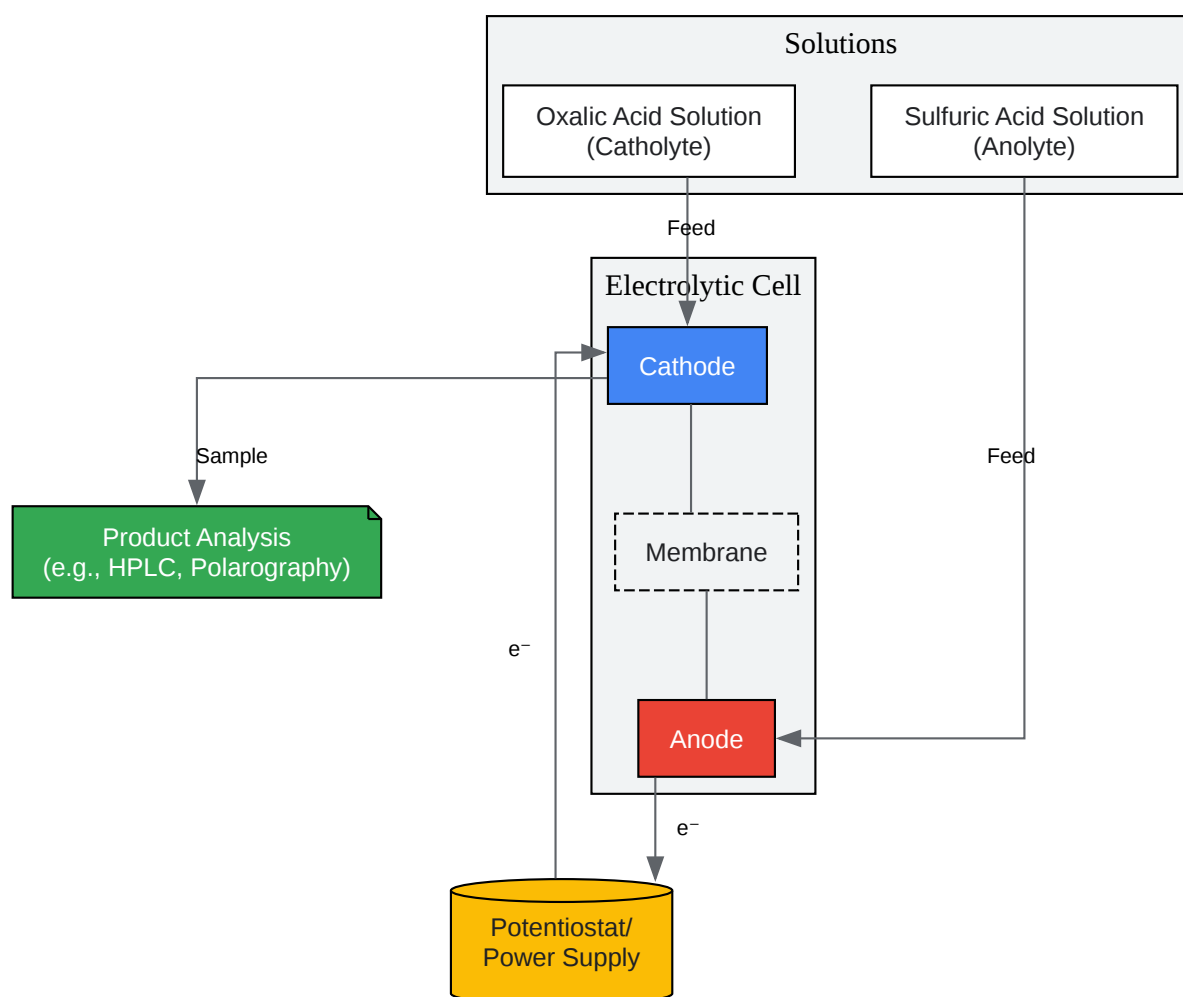 Solutions
Oxalic Acid Solution
(Catholyte)
Sulfuric Acid Solution
(Anolyte)
Feed
Electrolytic Cell
Cathode
Sample
Feed
Product Analysis
(e.g., HPLC, Polarography)
Membrane
e⁻
Anode
e⁻
Potentiostat/
Power Supply